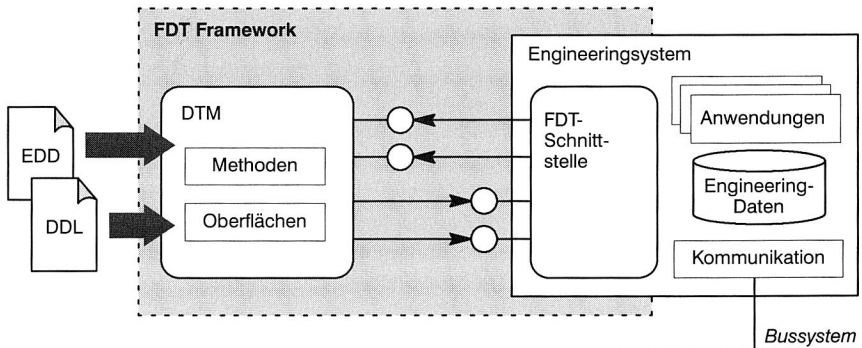 FDT Framework
Engineeringsystem
DTM
FDT-
Schnitt-
stelle
Anwendungen
EDD
Methoden
Engineering-
Daten
DDL
Oberflächen
Kommunikation
Bussystem